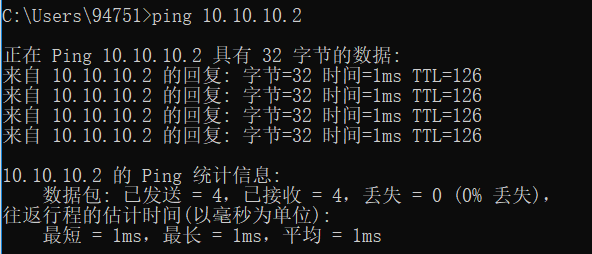 C:\Users\94751>ping 10.10.10.2
正在 Ping 10.10.10.2 具有 32 字节的数据:
来自 10.10.10.2 的回复: 字节=32 时间=1ms TTL=126
来自 10.10.10.2 的回复: 字节=32 时间=1ms TTL=126
来自 10.10.10.2 的回复: 字节=32 时间=1ms TTL=126
来自 10.10.10.2 的回复: 字节=32 时间=1ms TTL=126
10.10.10.2 的 Ping 统计信息:
数据包: 已发送 = 4，已接收 = 4，丢失 = 0 (0% 丢失)，
往返行程的估计时间(以毫秒为单位):
最短 = 1ms，最长 = 1ms，平均 = 1ms